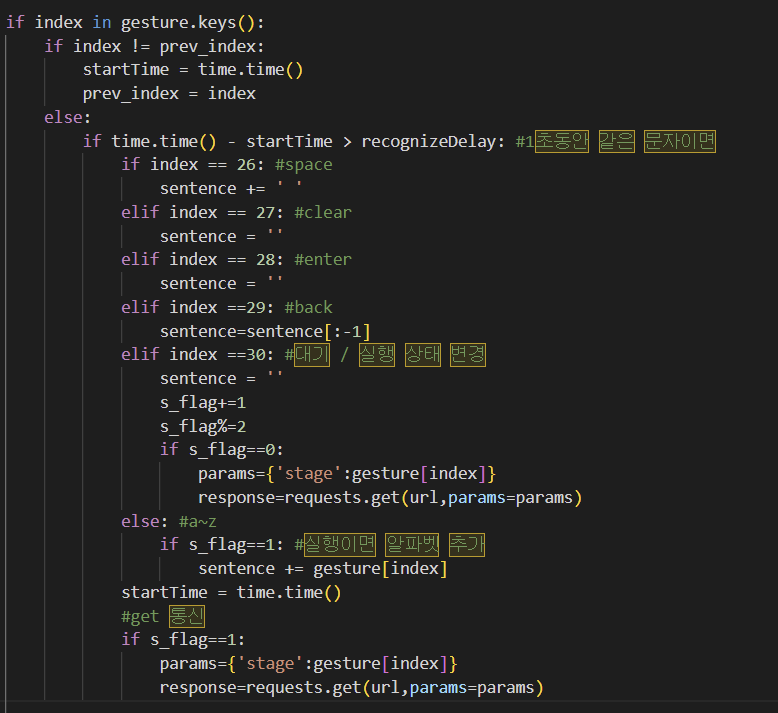 if index in gesture.keys():
    if index != prev_index:
        startTime = time.time()
        prev_index = index
    else:
        if time.time() - startTime > recognizeDelay: #1초동안 같은 문자이면
            if index == 26: #space
                sentence += ' '
            elif index == 27: #clear
                sentence = ''
            elif index == 28: #enter
                sentence = ''
            elif index ==29: #back
                sentence=sentence[:-1]
            elif index ==30: #대기 / 실행 상태 변경
                sentence = ''
                s_flag+=1
                s_flag%=2
                if s_flag==0:
                    params={'stage':gesture[index]}
                    response=requests.get(url,params=params)
            else: #a~z
                if s_flag==1: #실행이면 알파벳 추가
                    sentence += gesture[index]
            startTime = time.time()
            #get 통신
            if s_flag==1:
                params={'stage':gesture[index]}
                response=requests.get(url,params=params)